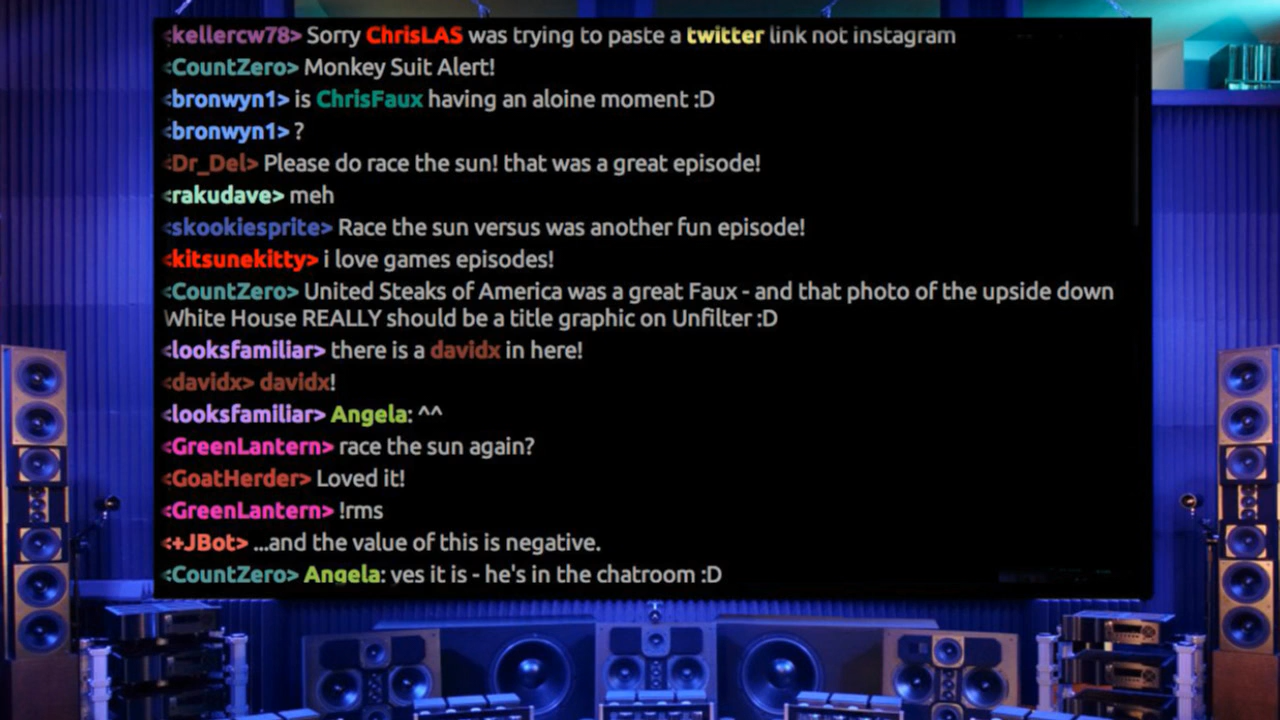 <kellercw78> Sorry ChrisLAS was trying to paste a twitter link not instagram
<CountZero> Monkey Suit Alert!
<bronwyn1> is ChrisFaux having an aloine moment :D
<bronwyn1> ?
<Dr_Del> Please do race the sun! that was a great episode!
<rakudave> meh
<skookiesprite> Race the sun versus was another fun episode!
<kitsunekitty> i love games episodes!
<CountZero> United Steaks of America was a great Faux - and that photo of the upside down
White House REALLY should be a title graphic on Unfilter :D
<looksfamiliar> there is a davidx in here!
<davidx> davidx!
<looksfamiliar> Angela: ^^
<GreenLantern> race the sun again?
<GoatHerder> Loved it!
<GreenLantern> !rms
<+JBot> ...and the value of this is negative.
<CountZero> Angela: yes it is - he's in the chatroom :D